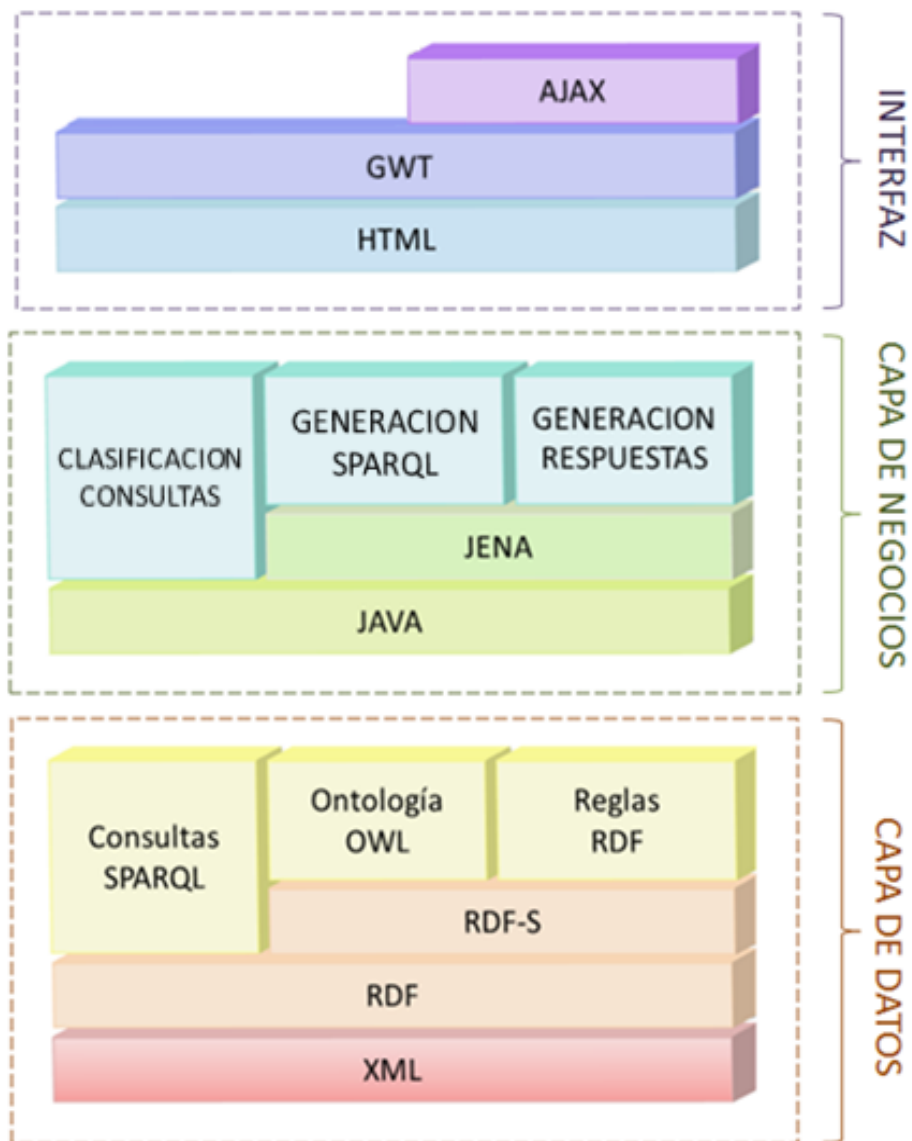 AJAX
GWT
HTML
INTERFAZ
CLASIFICACION
CONSULTAS
GENERACION
SPARQL
GENERACION
RESPUESTAS
JENA
JAVA
CAPA DE NEGOCIOS
Consultas
SPARQL
Ontología
OWL
Reglas
RDF
RDF-S
RDF
XML
CAPA DE DATOS